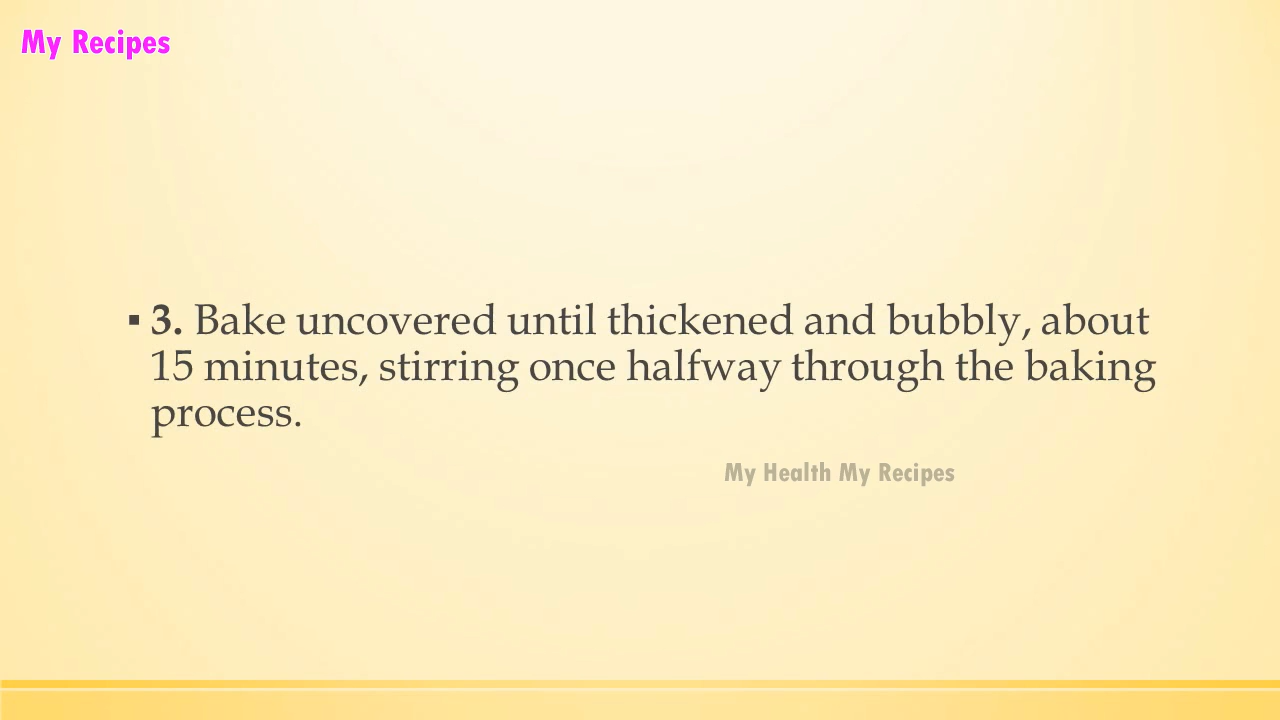 My Recipes
▪ 3. Bake uncovered until thickened and bubbly, about
15 minutes, stirring once halfway through the baking
process.
My Health My Recipes